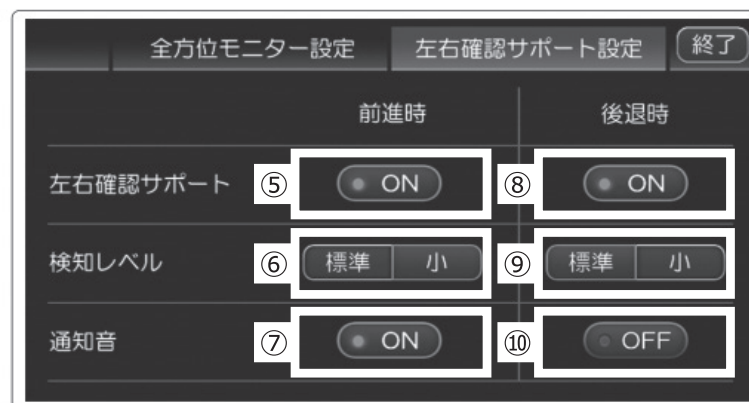 全方位モニター設定 左右確認サポート設定 終了
前進時 後退時
左右確認サポート ⑤ ON ⑧ ON
検知レベル ⑥ 標準 小 ⑨ 標準 小
通知音 ⑦ ON ⑩ OFF